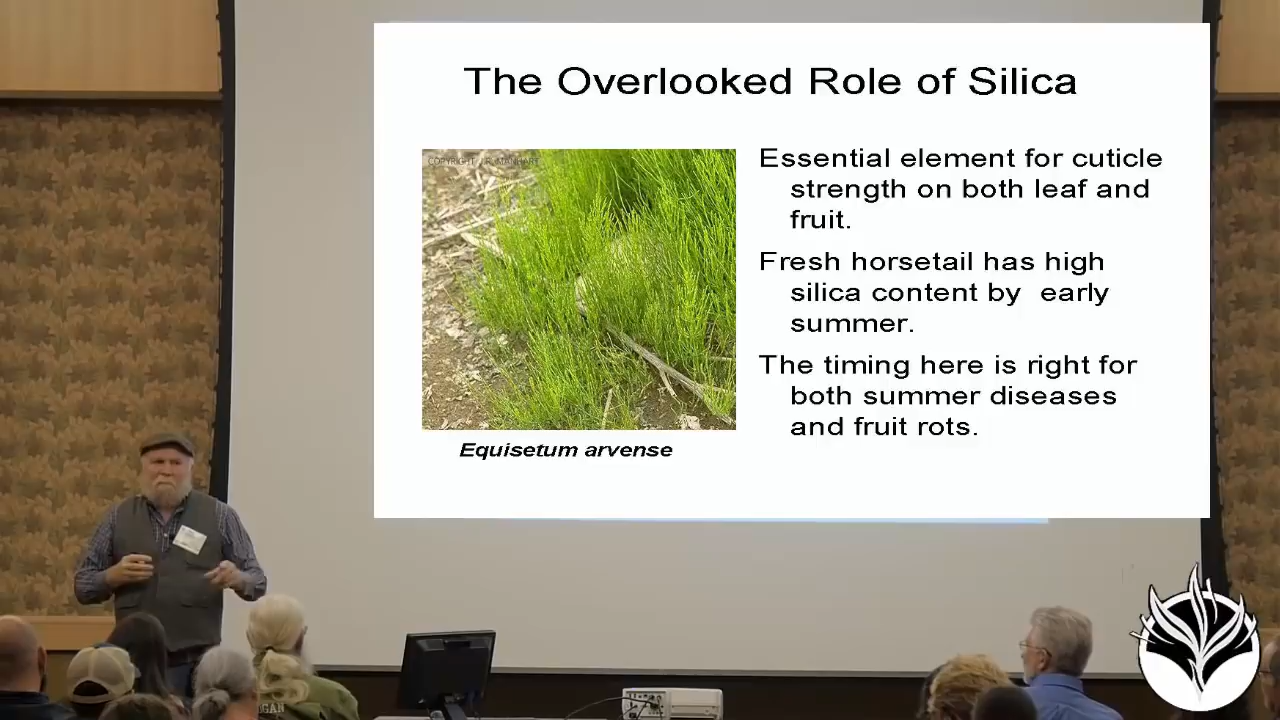 The Overlooked Role of Silica
COPYRIGHT J.R. MANHART
Essential element for cuticle
strength on both leaf and
fruit.
Fresh horsetail has high
silica content by early
summer.
The timing here is right for
both summer diseases
and fruit rots.
Equisetum arvense